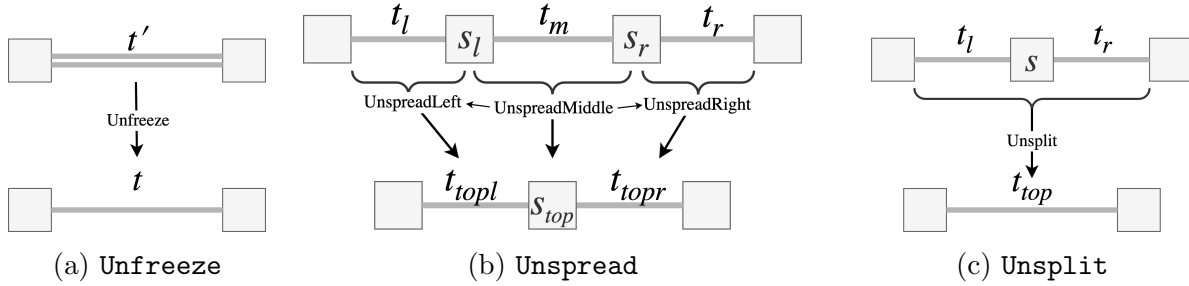 t′
Unfreeze
t
(a) Unfreeze
t_l s_l t_m s_r t_r
UnspreadLeft UnspreadMiddle UnspreadRight
t_topl s_top t_topr
(b) Unspread
t_l s t_r
Unsplit
t_top
(c) Unsplit